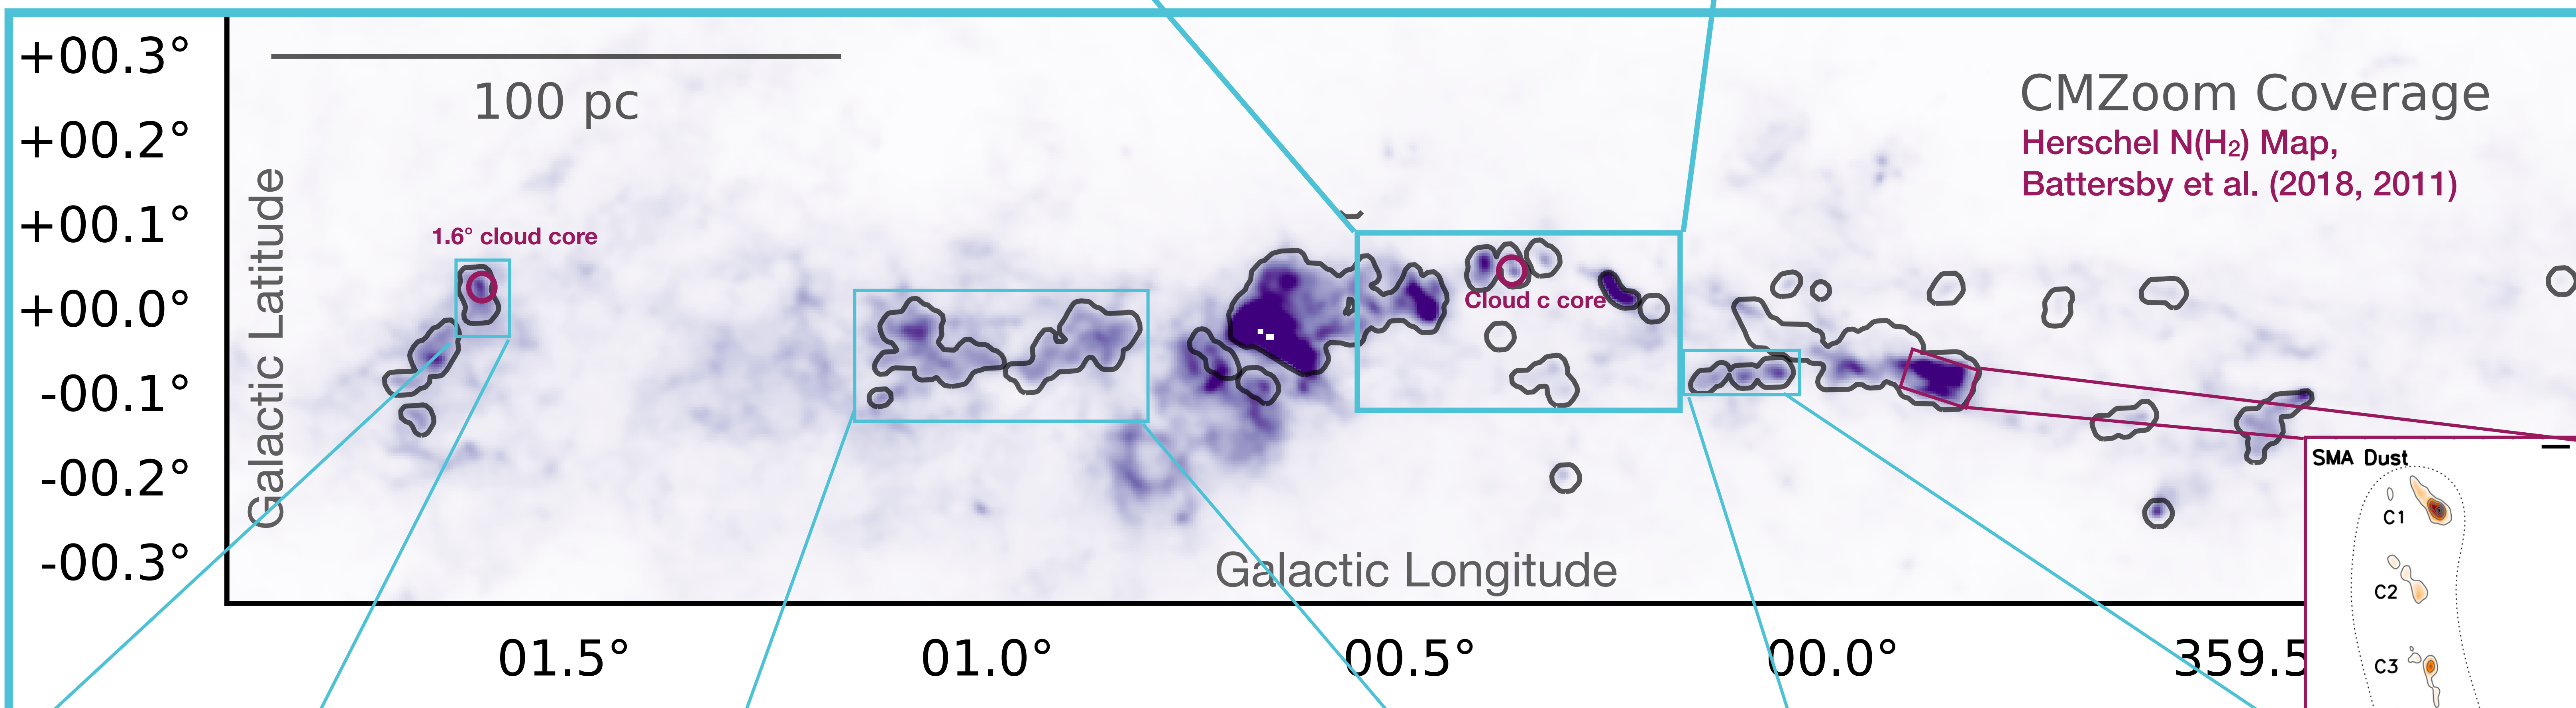 +00.3°
+00.2°
+00.1°
+00.0°
-00.1°
-00.2°
-00.3°
Galactic Latitude
100 pc
CMZoom Coverage
Herschel N(H₂) Map,
Battersby et al. (2018, 2011)
1.6° cloud core
Cloud c core
SMA Dust
C1
C2
C3
Galactic Longitude
01.5°
01.0°
00.5°
00.0°
359.5